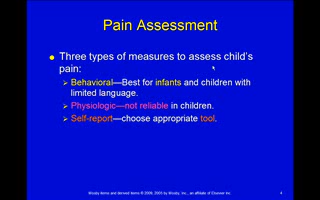 Pain Assessment
Three types of measures to assess child's
pain:
Behavioral—Best for infants and children with
limited language.
Physiologic—not reliable in children.
Self-report—choose appropriate tool.
Mosby items and derived items © 2009, 2005 by Mosby, Inc., an affiliate of Elsevier Inc.
4